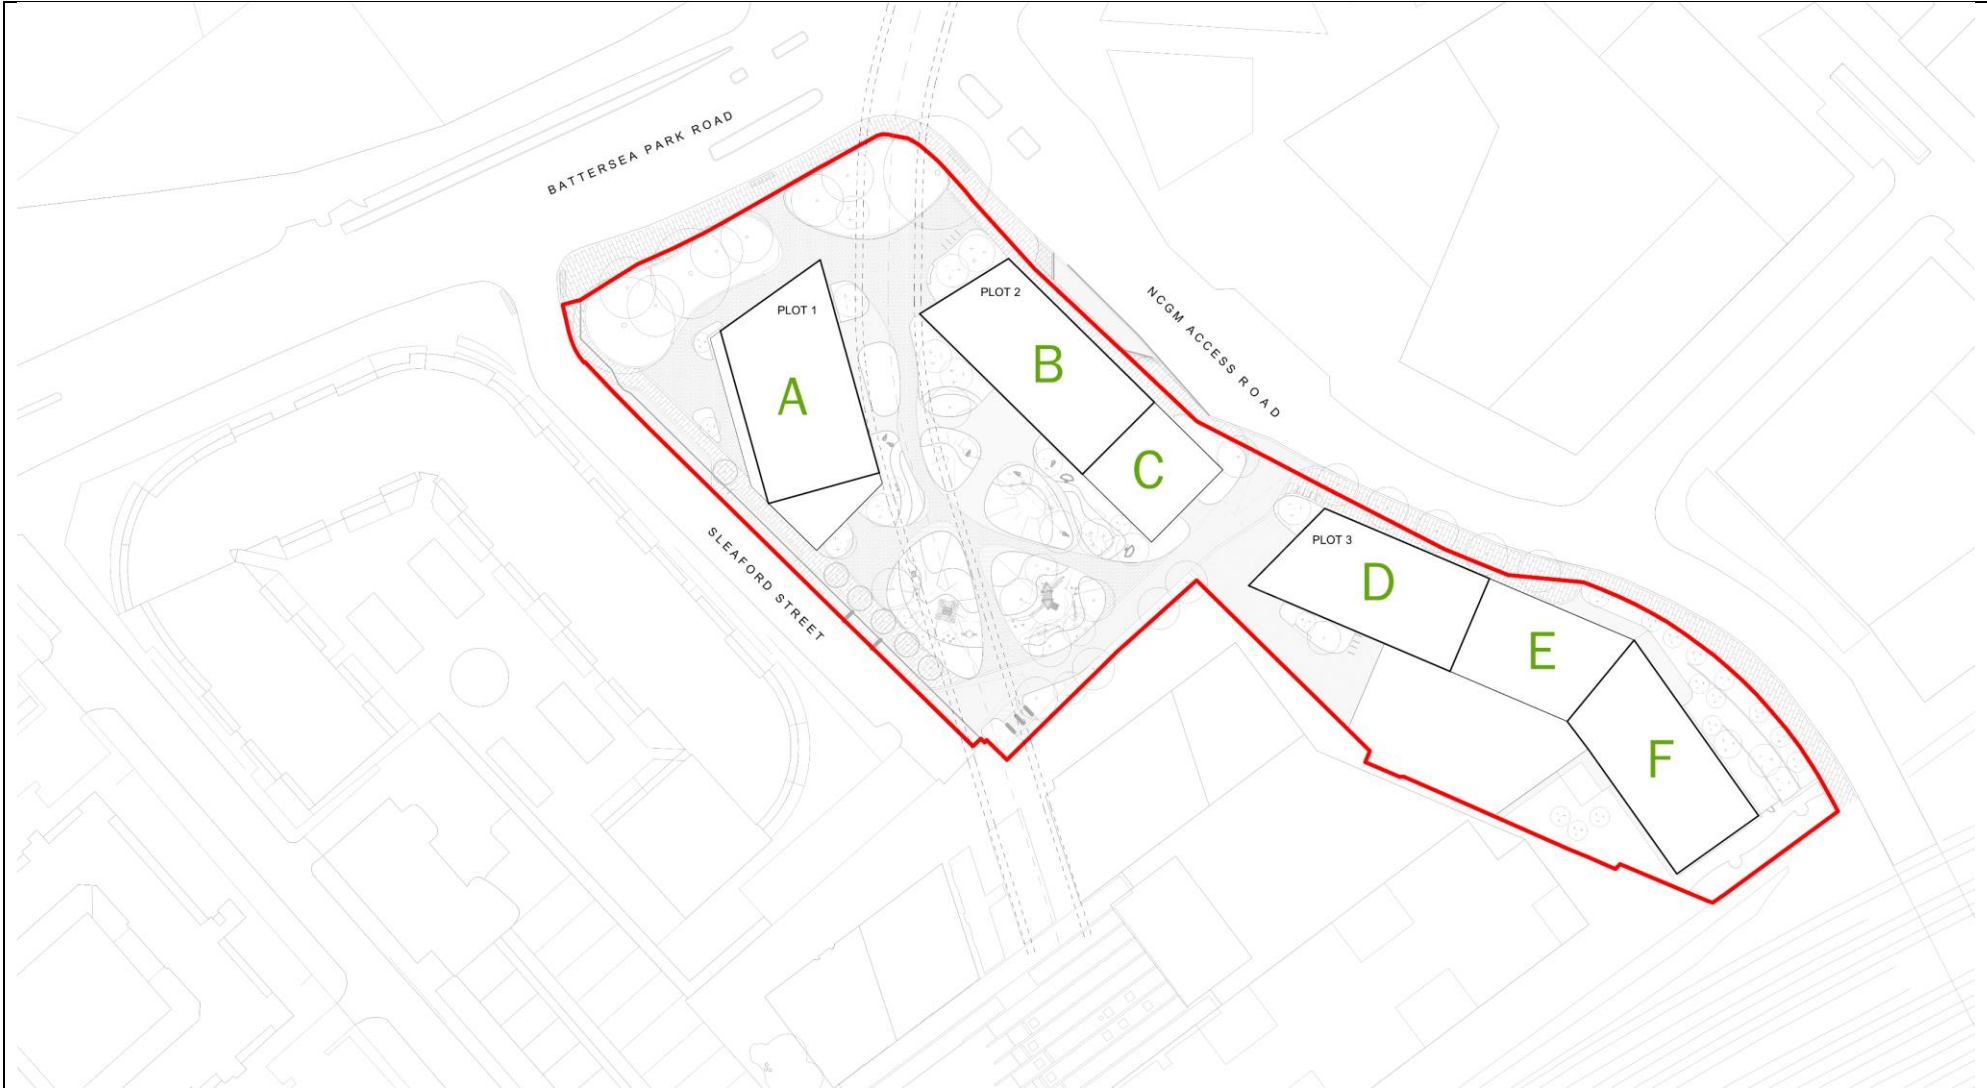 BATTERSEA PARK ROAD
PLOT 1
A
PLOT 2
B
C
NCGM ACCESS ROAD
SLEAFORD STREET
PLOT 3
D
E
F